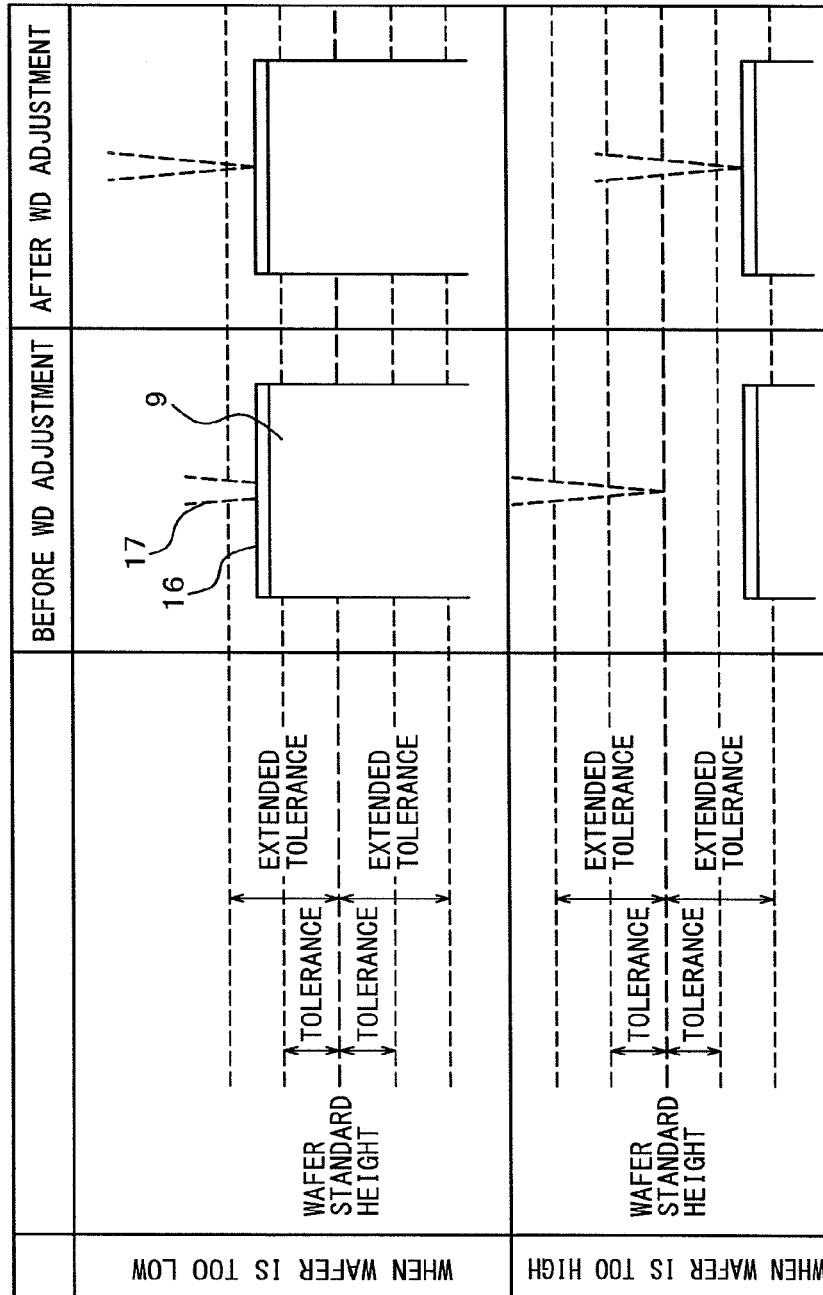 BEFORE WD ADJUSTMENT
AFTER WD ADJUSTMENT
WHEN WAFER IS TOO LOW
WAFER
STANDARD
HEIGHT
TOLERANCE
TOLERANCE
EXTENDED
TOLERANCE
EXTENDED
TOLERANCE
16
17
9
WHEN WAFER IS TOO HIGH
WAFER
STANDARD
HEIGHT
TOLERANCE
TOLERANCE
EXTENDED
TOLERANCE
EXTENDED
TOLERANCE